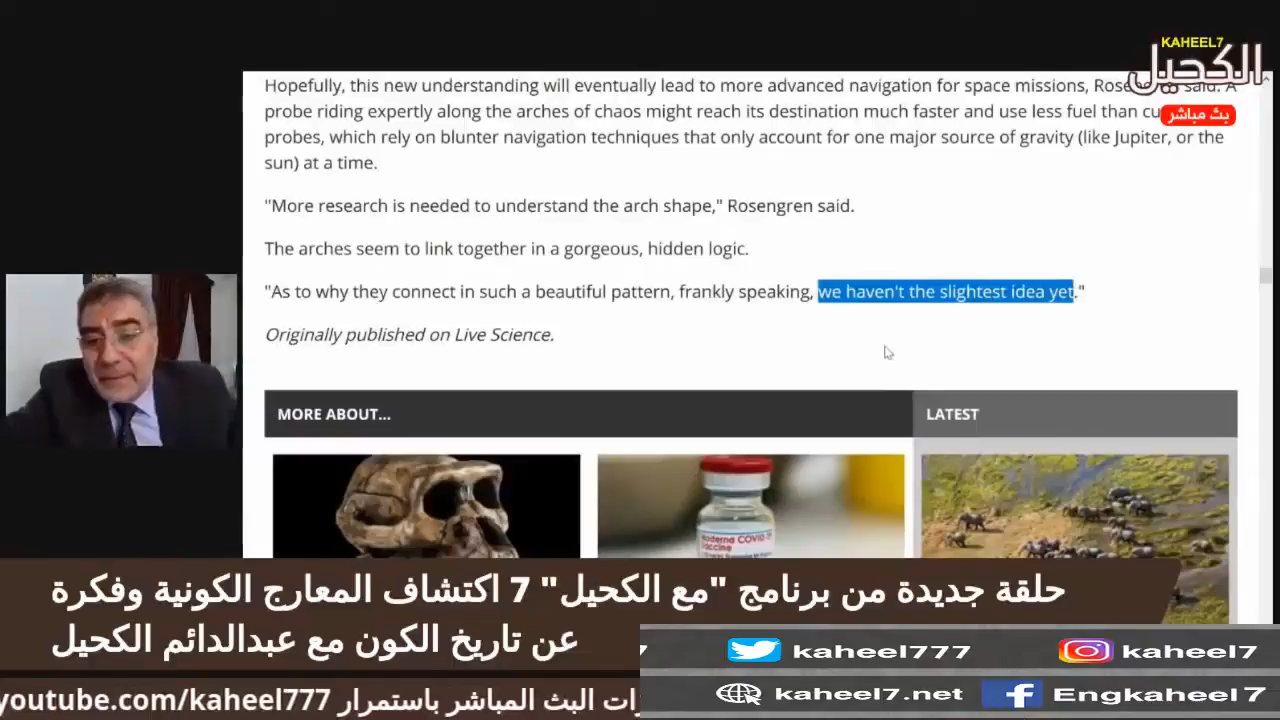 KAHEEL7
الكحيل
بث مباشر
Hopefully, this new understanding will eventually lead to more advanced navigation for space missions, said. A
probe riding expertly along the arches of chaos might reach its destination much faster and use less fuel than
probes, which rely on blunter navigation techniques that only account for one major source of gravity (like Jupiter, or the
sun) at a time.
"More research is needed to understand the arch shape," Rosengren said.
The arches seem to link together in a gorgeous, hidden logic.
"As to why they connect in such a beautiful pattern, frankly speaking, we haven't the slightest idea yet."
Originally published on Live Science.
MORE ABOUT...
LATEST
Moderna COVID-
Vaccine
حلقة جديدة من برنامج "مع الكحيل" 7 اكتشاف المعارج الكونية وفكرة
عن تاريخ الكون مع عبدالدائم الكحيل
kaheel777
kaheel7
kaheel7.net
Engkaheel7
رات البث المباشر باستمرار youtube.com/kaheel777